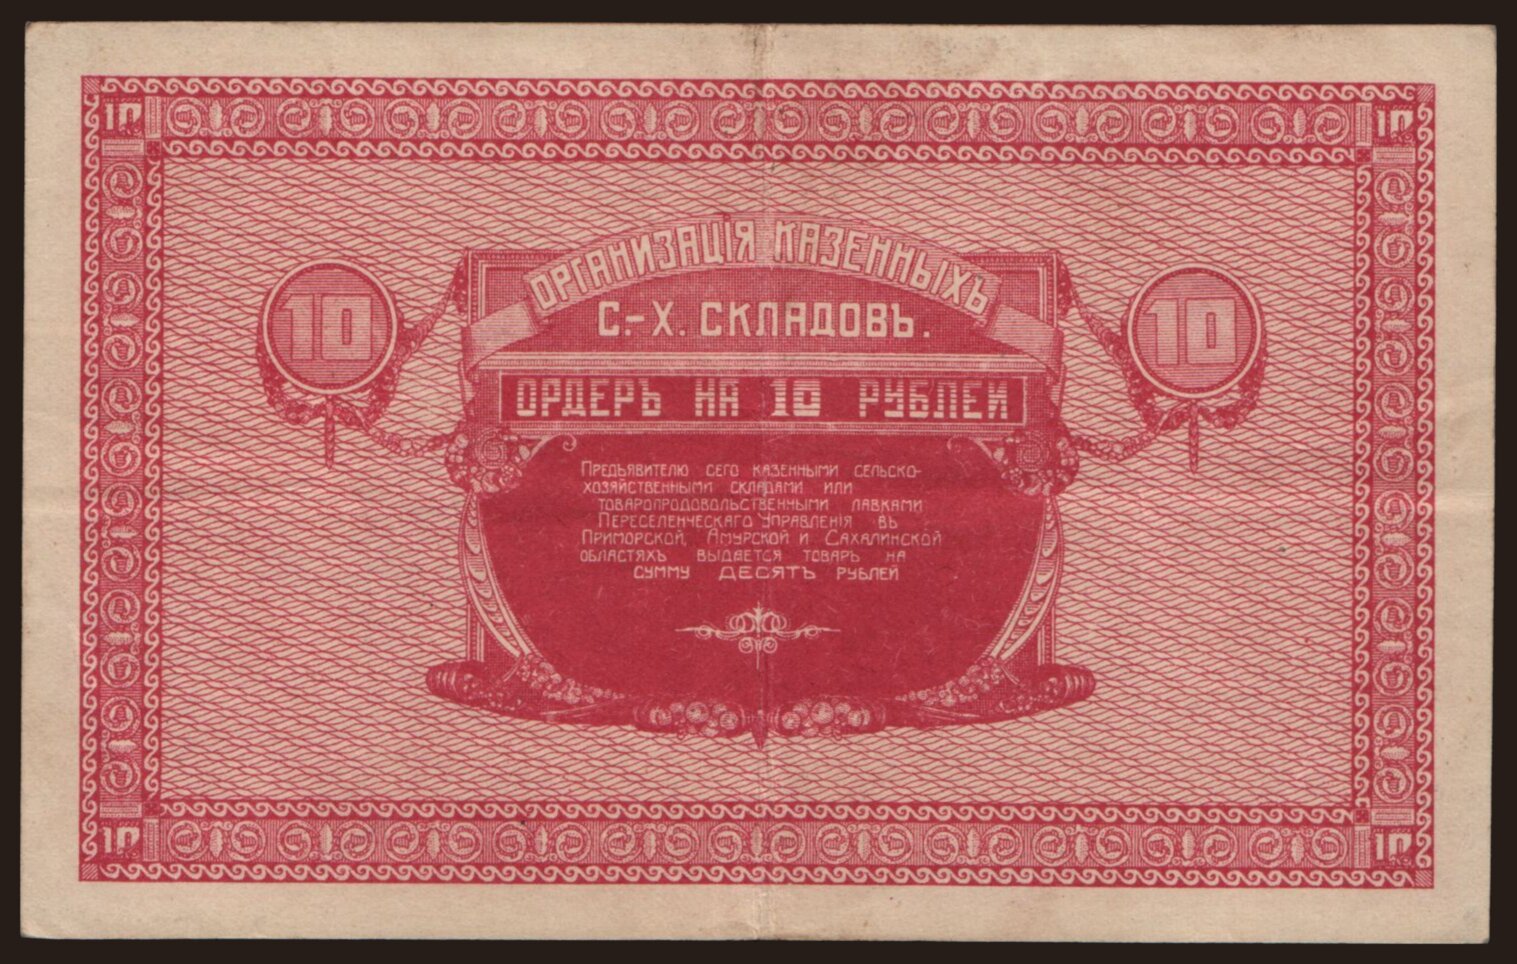 10 10
ОРГАНИЗАЦІЯ КАЗЕННЫХЪ
10 С.-Х. СКЛАДОВЪ. 10
ОРДЕРЪ НА 10 РУБЛЕЙ
ПРЕДЪЯВИТЕЛЮ СЕГО КАЗЕННЫМИ СЕЛЬСКО-
ХОЗЯЙСТВЕННЫМИ СКЛАДАМИ ИЛИ
ТОВАРОПРОДОВОЛЬСТВЕННЫМИ ЛАВКАМИ
ПЕРЕСЕЛЕНЧЕСКАГО УПРАВЛЕНІЯ ВЪ
ПРИМОРСКОЙ, АМУРСКОЙ И САХАЛИНСКОЙ
ОБЛАСТЯХЪ ВЫДАЕТСЯ ТОВАРЪ НА
СУММУ ДЕСЯТЬ РУБЛЕЙ
10 10